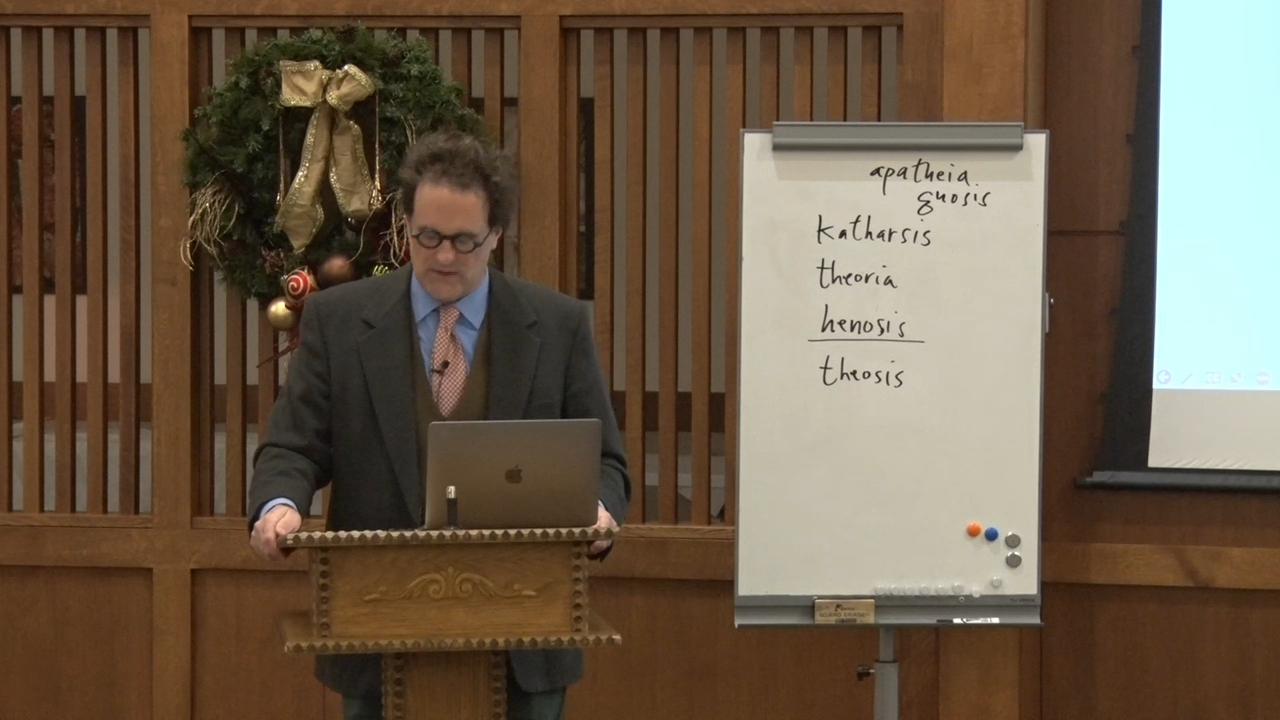 apatheia
gnosis
katharsis
theoria
henosis
theosis